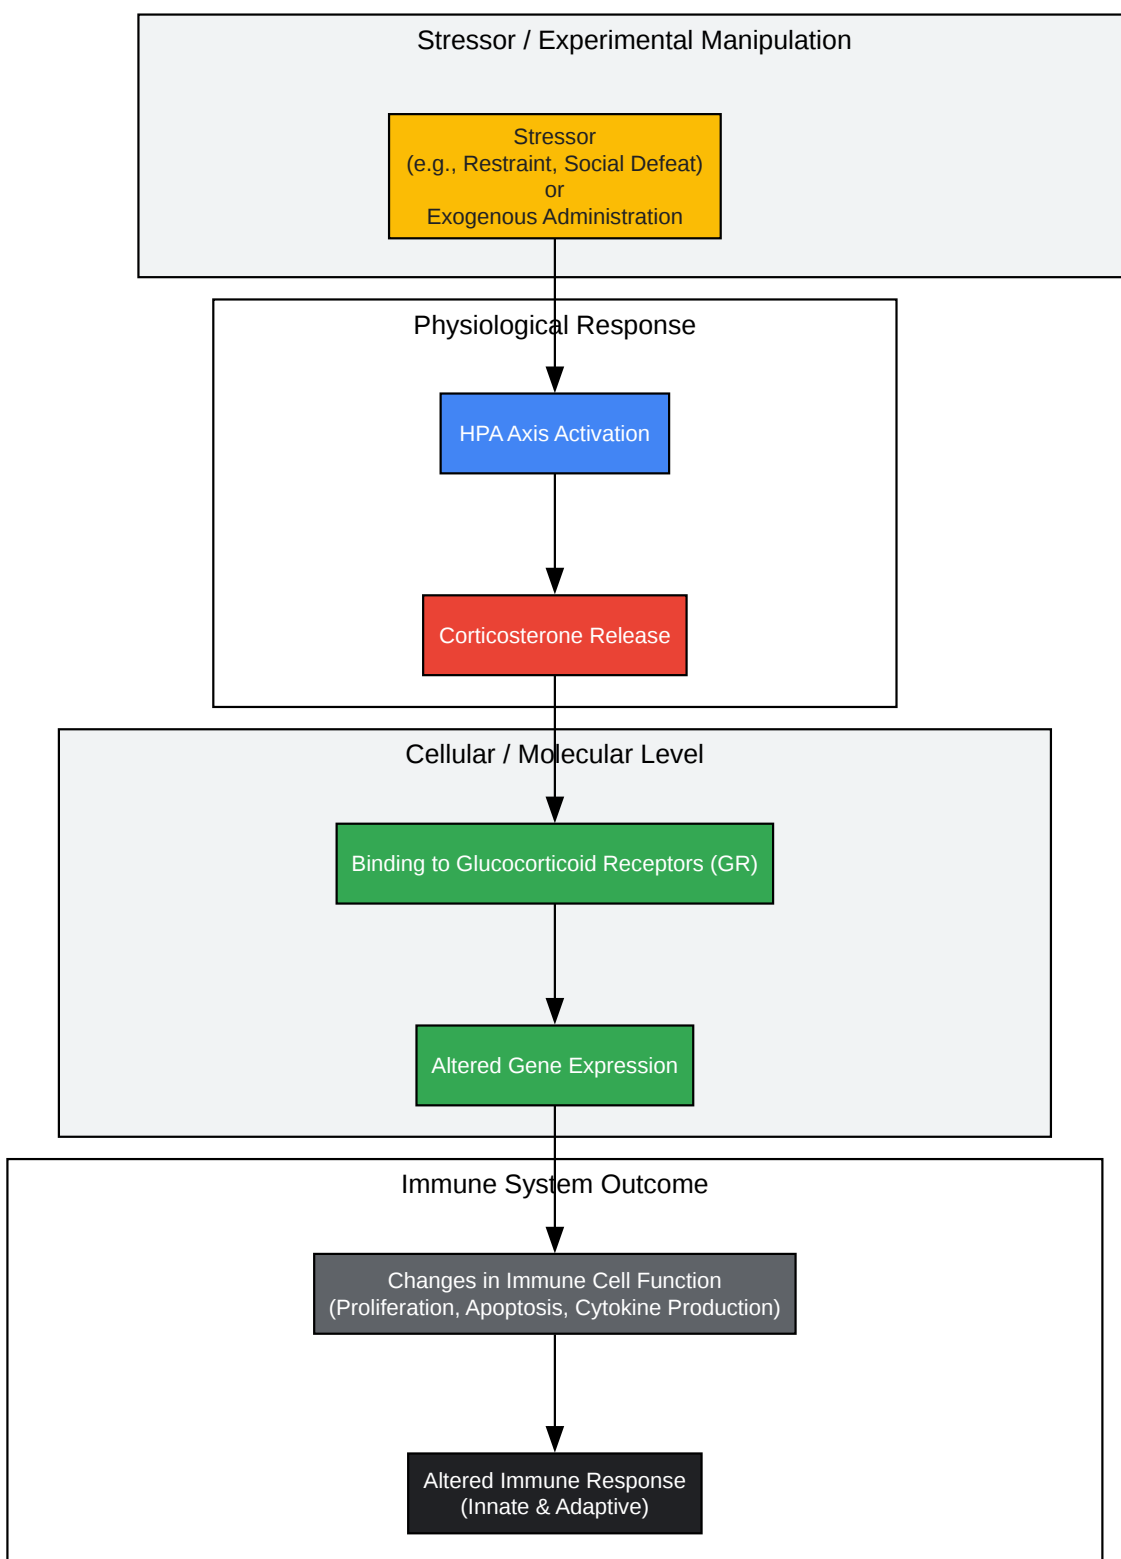 Stressor / Experimental Manipulation
Stressor
(e.g., Restraint, Social Defeat)
or
Exogenous Administration
Physiological Response
HPA Axis Activation
Corticosterone Release
Cellular / Molecular Level
Binding to Glucocorticoid Receptors (GR)
Altered Gene Expression
Immune System Outcome
Changes in Immune Cell Function
(Proliferation, Apoptosis, Cytokine Production)
Altered Immune Response
(Innate & Adaptive)